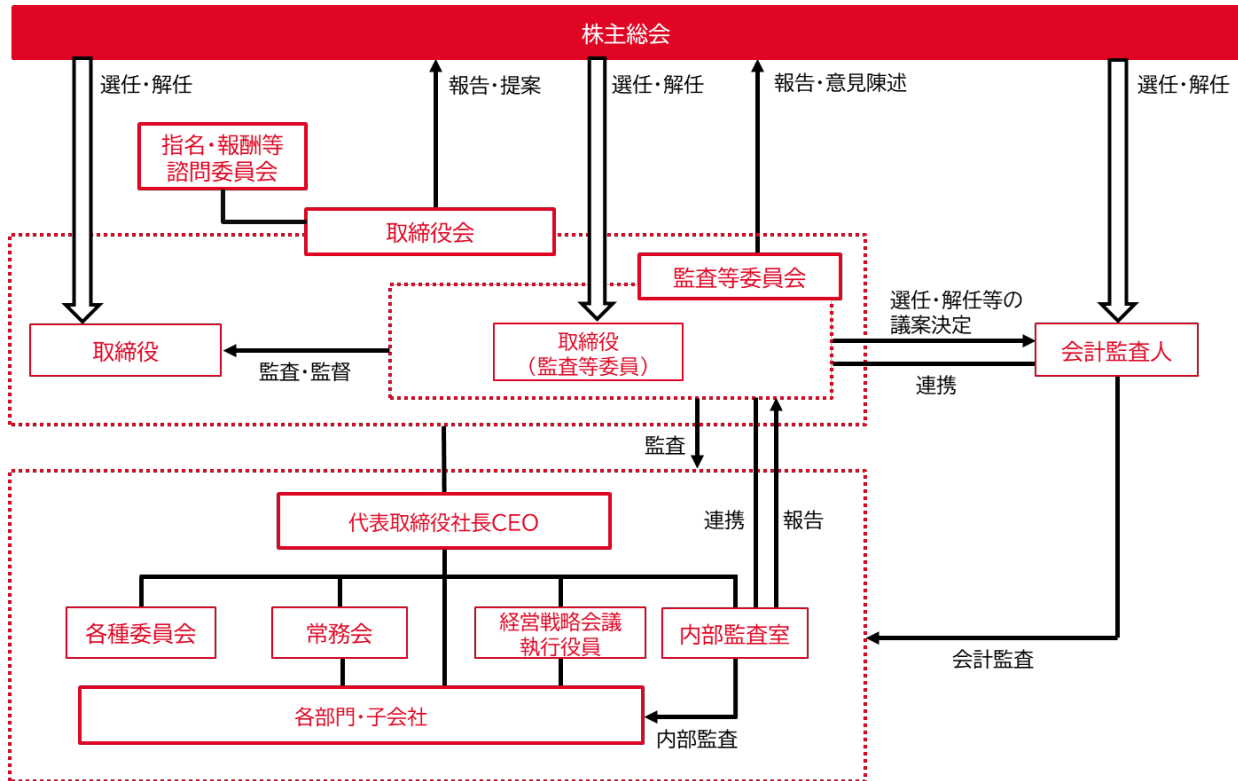 株主総会
選任・解任
報告・提案
選任・解任
報告・意見陳述
選任・解任
指名・報酬等
諮問委員会
取締役会
監査等委員会
取締役
監査・監督
取締役
（監査等委員）
選任・解任等の
議案決定
連携
会計監査人
監査
代表取締役社長CEO
連携
報告
各種委員会
常務会
経営戦略会議
執行役員
内部監査室
会計監査
各部門・子会社
内部監査